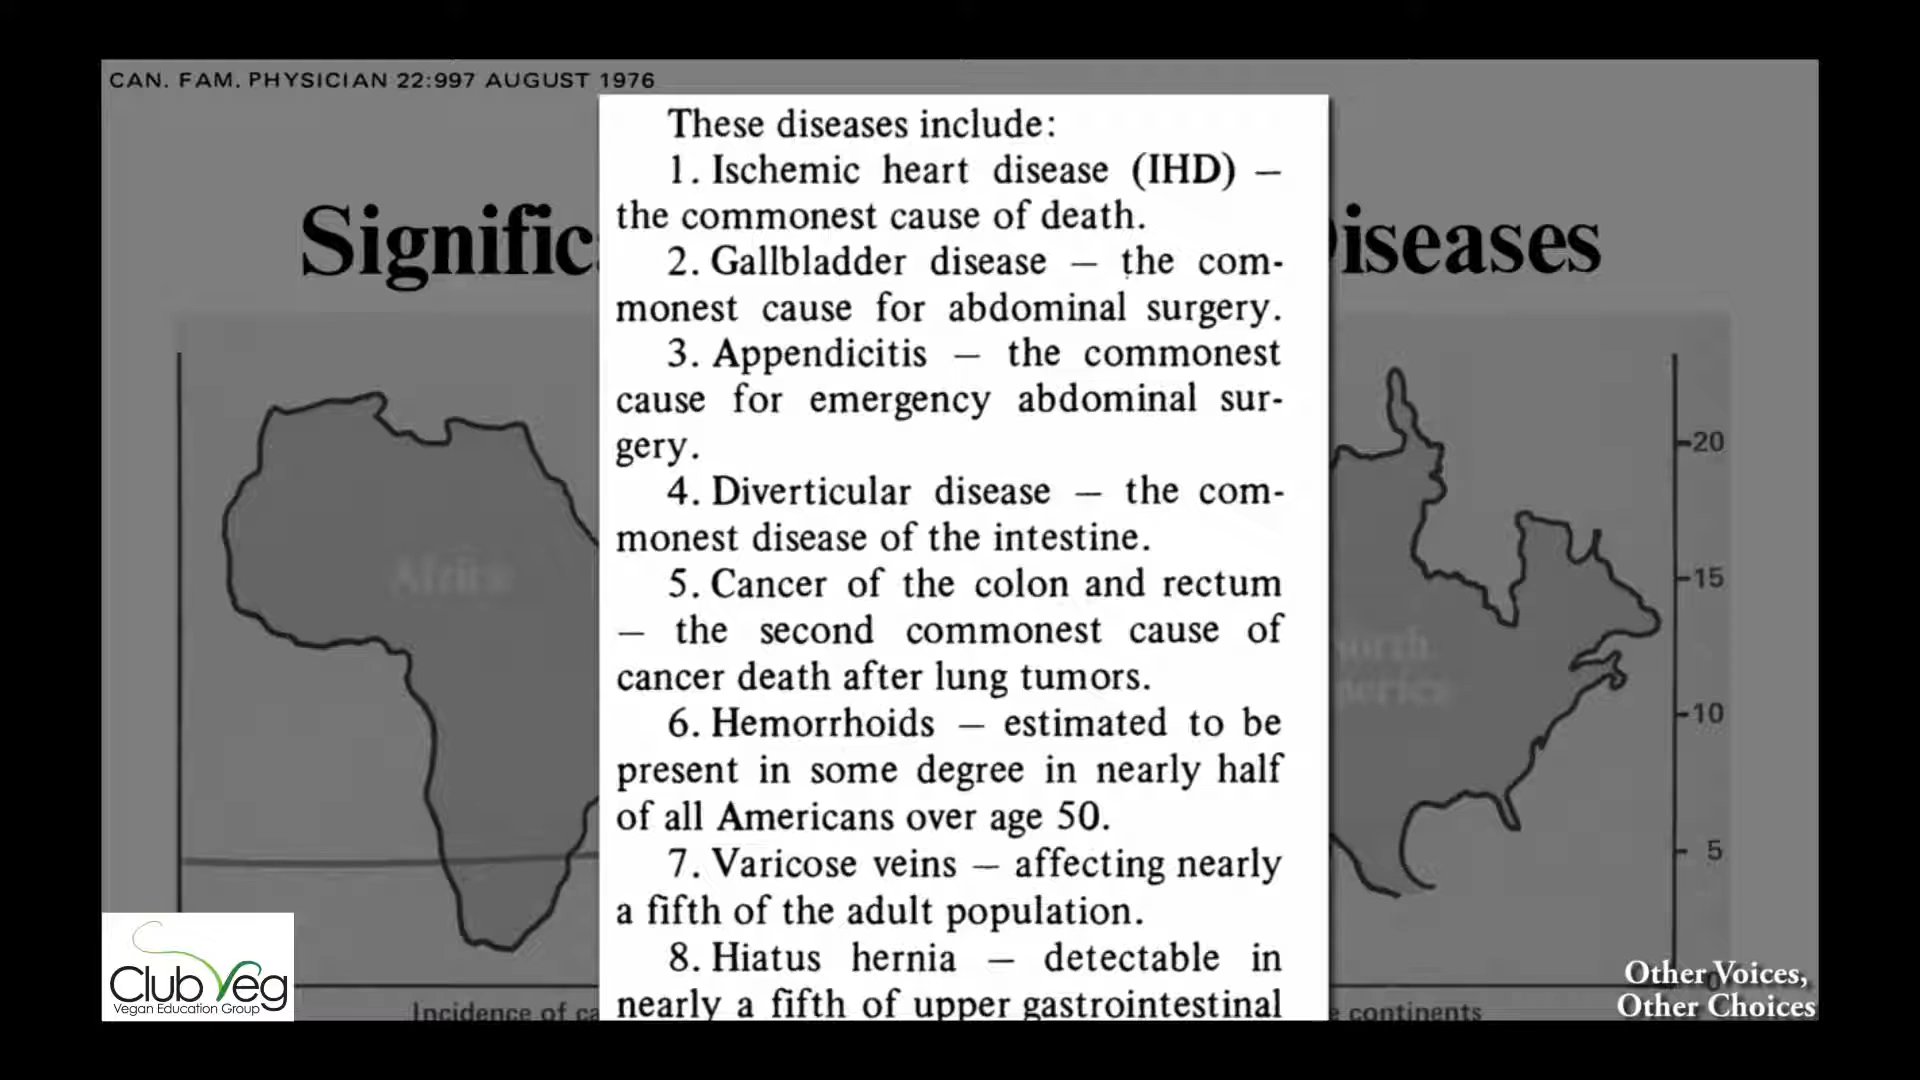 CAN. FAM. PHYSICIAN 22:997 AUGUST 1976
Signific
iseases
These diseases include:
1. Ischemic heart disease (IHD) –
the commonest cause of death.
2. Gallbladder disease – the com-
monest cause for abdominal surgery.
3. Appendicitis – the commonest
cause for emergency abdominal sur-
gery.
4. Diverticular disease – the com-
monest disease of the intestine.
5. Cancer of the colon and rectum
– the second commonest cause of
cancer death after lung tumors.
6. Hemorrhoids – estimated to be
present in some degree in nearly half
of all Americans over age 50.
7. Varicose veins – affecting nearly
a fifth of the adult population.
8. Hiatus hernia – detectable in
nearly a fifth of upper gastrointestinal
Africa
orth
erica
20
15
10
5
0
Incidence of ca
e continents
Club Veg
Vegan Education Group
Other Voices,
Other Choices